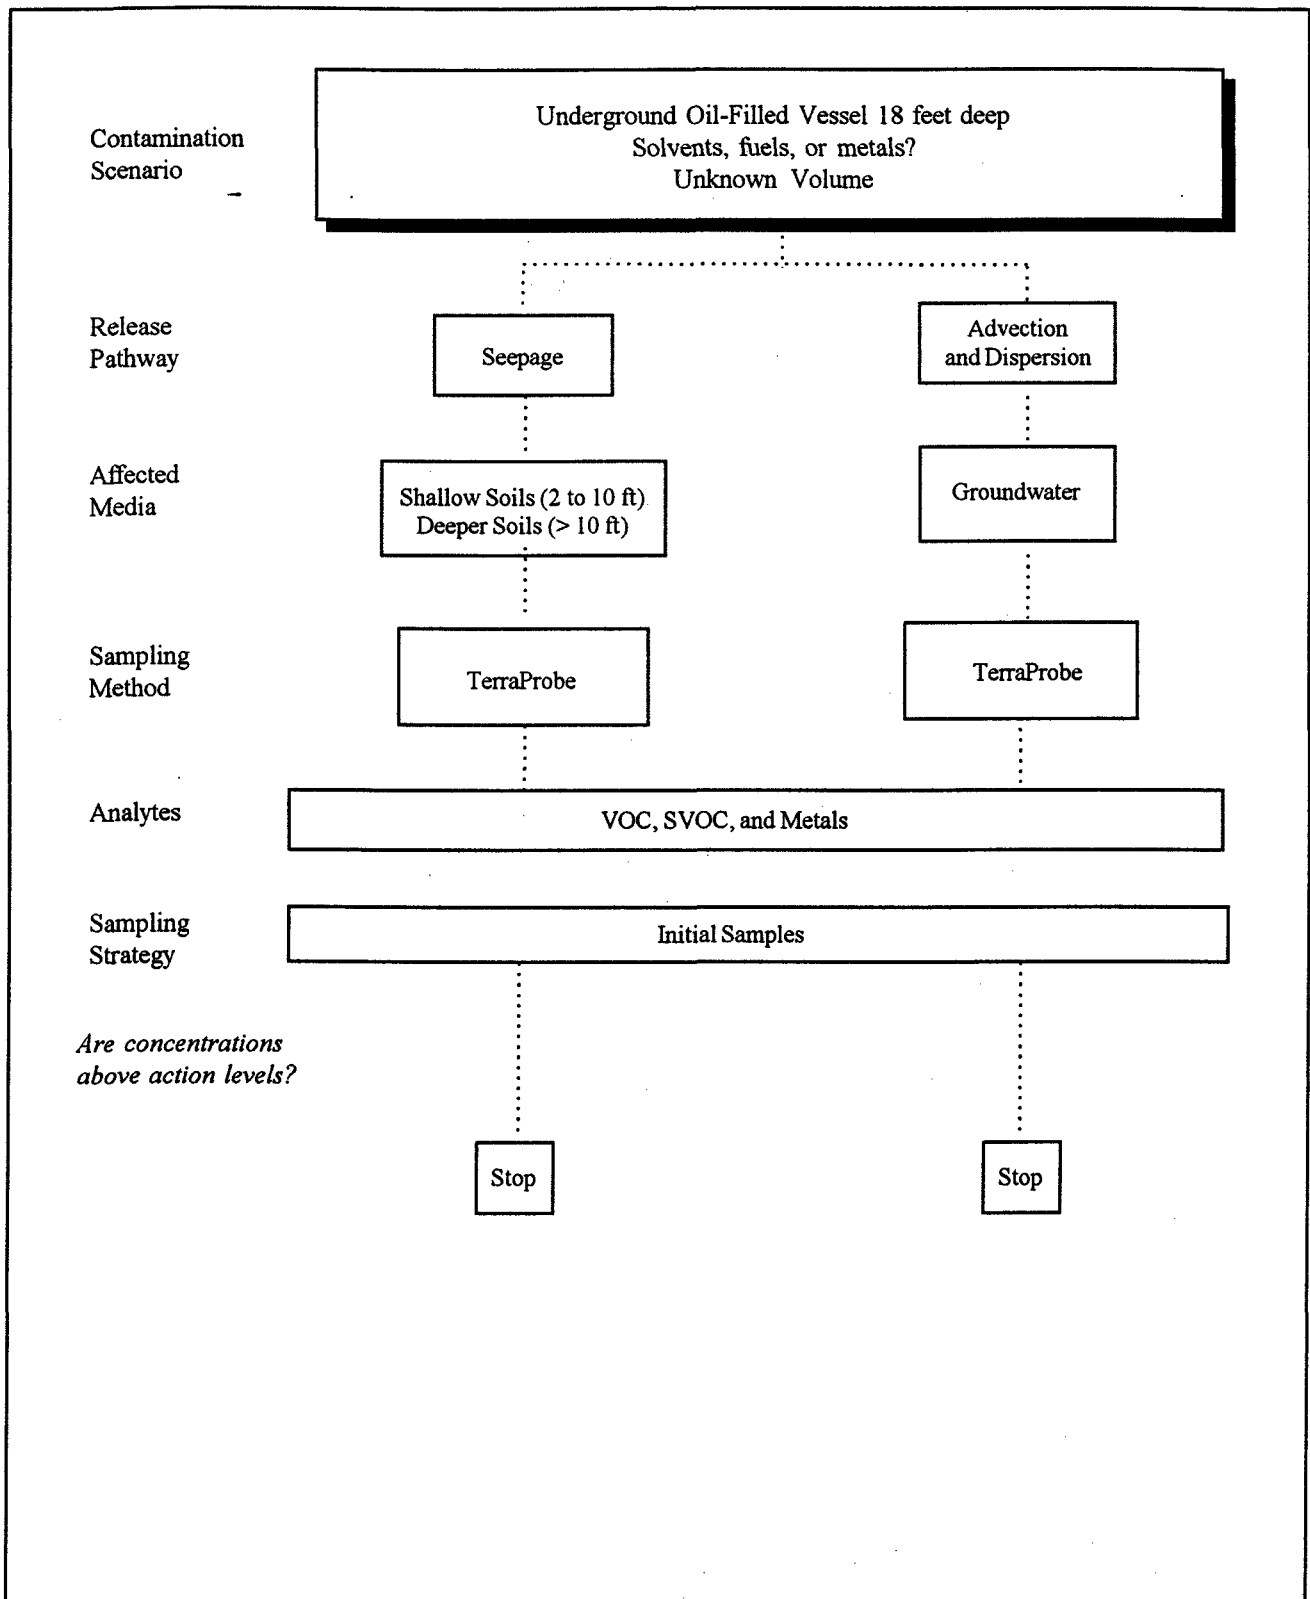 Contamination
Scenario
Underground Oil-Filled Vessel 18 feet deep
Solvents, fuels, or metals?
Unknown Volume
Release
Pathway
Seepage
Advection
and Dispersion
Affected
Media
Shallow Soils (2 to 10 ft)
Deeper Soils (> 10 ft)
Groundwater
Sampling
Method
TerraProbe
TerraProbe
Analytes
VOC, SVOC, and Metals
Sampling
Strategy
Initial Samples
Are concentrations
above action levels?
Stop
Stop